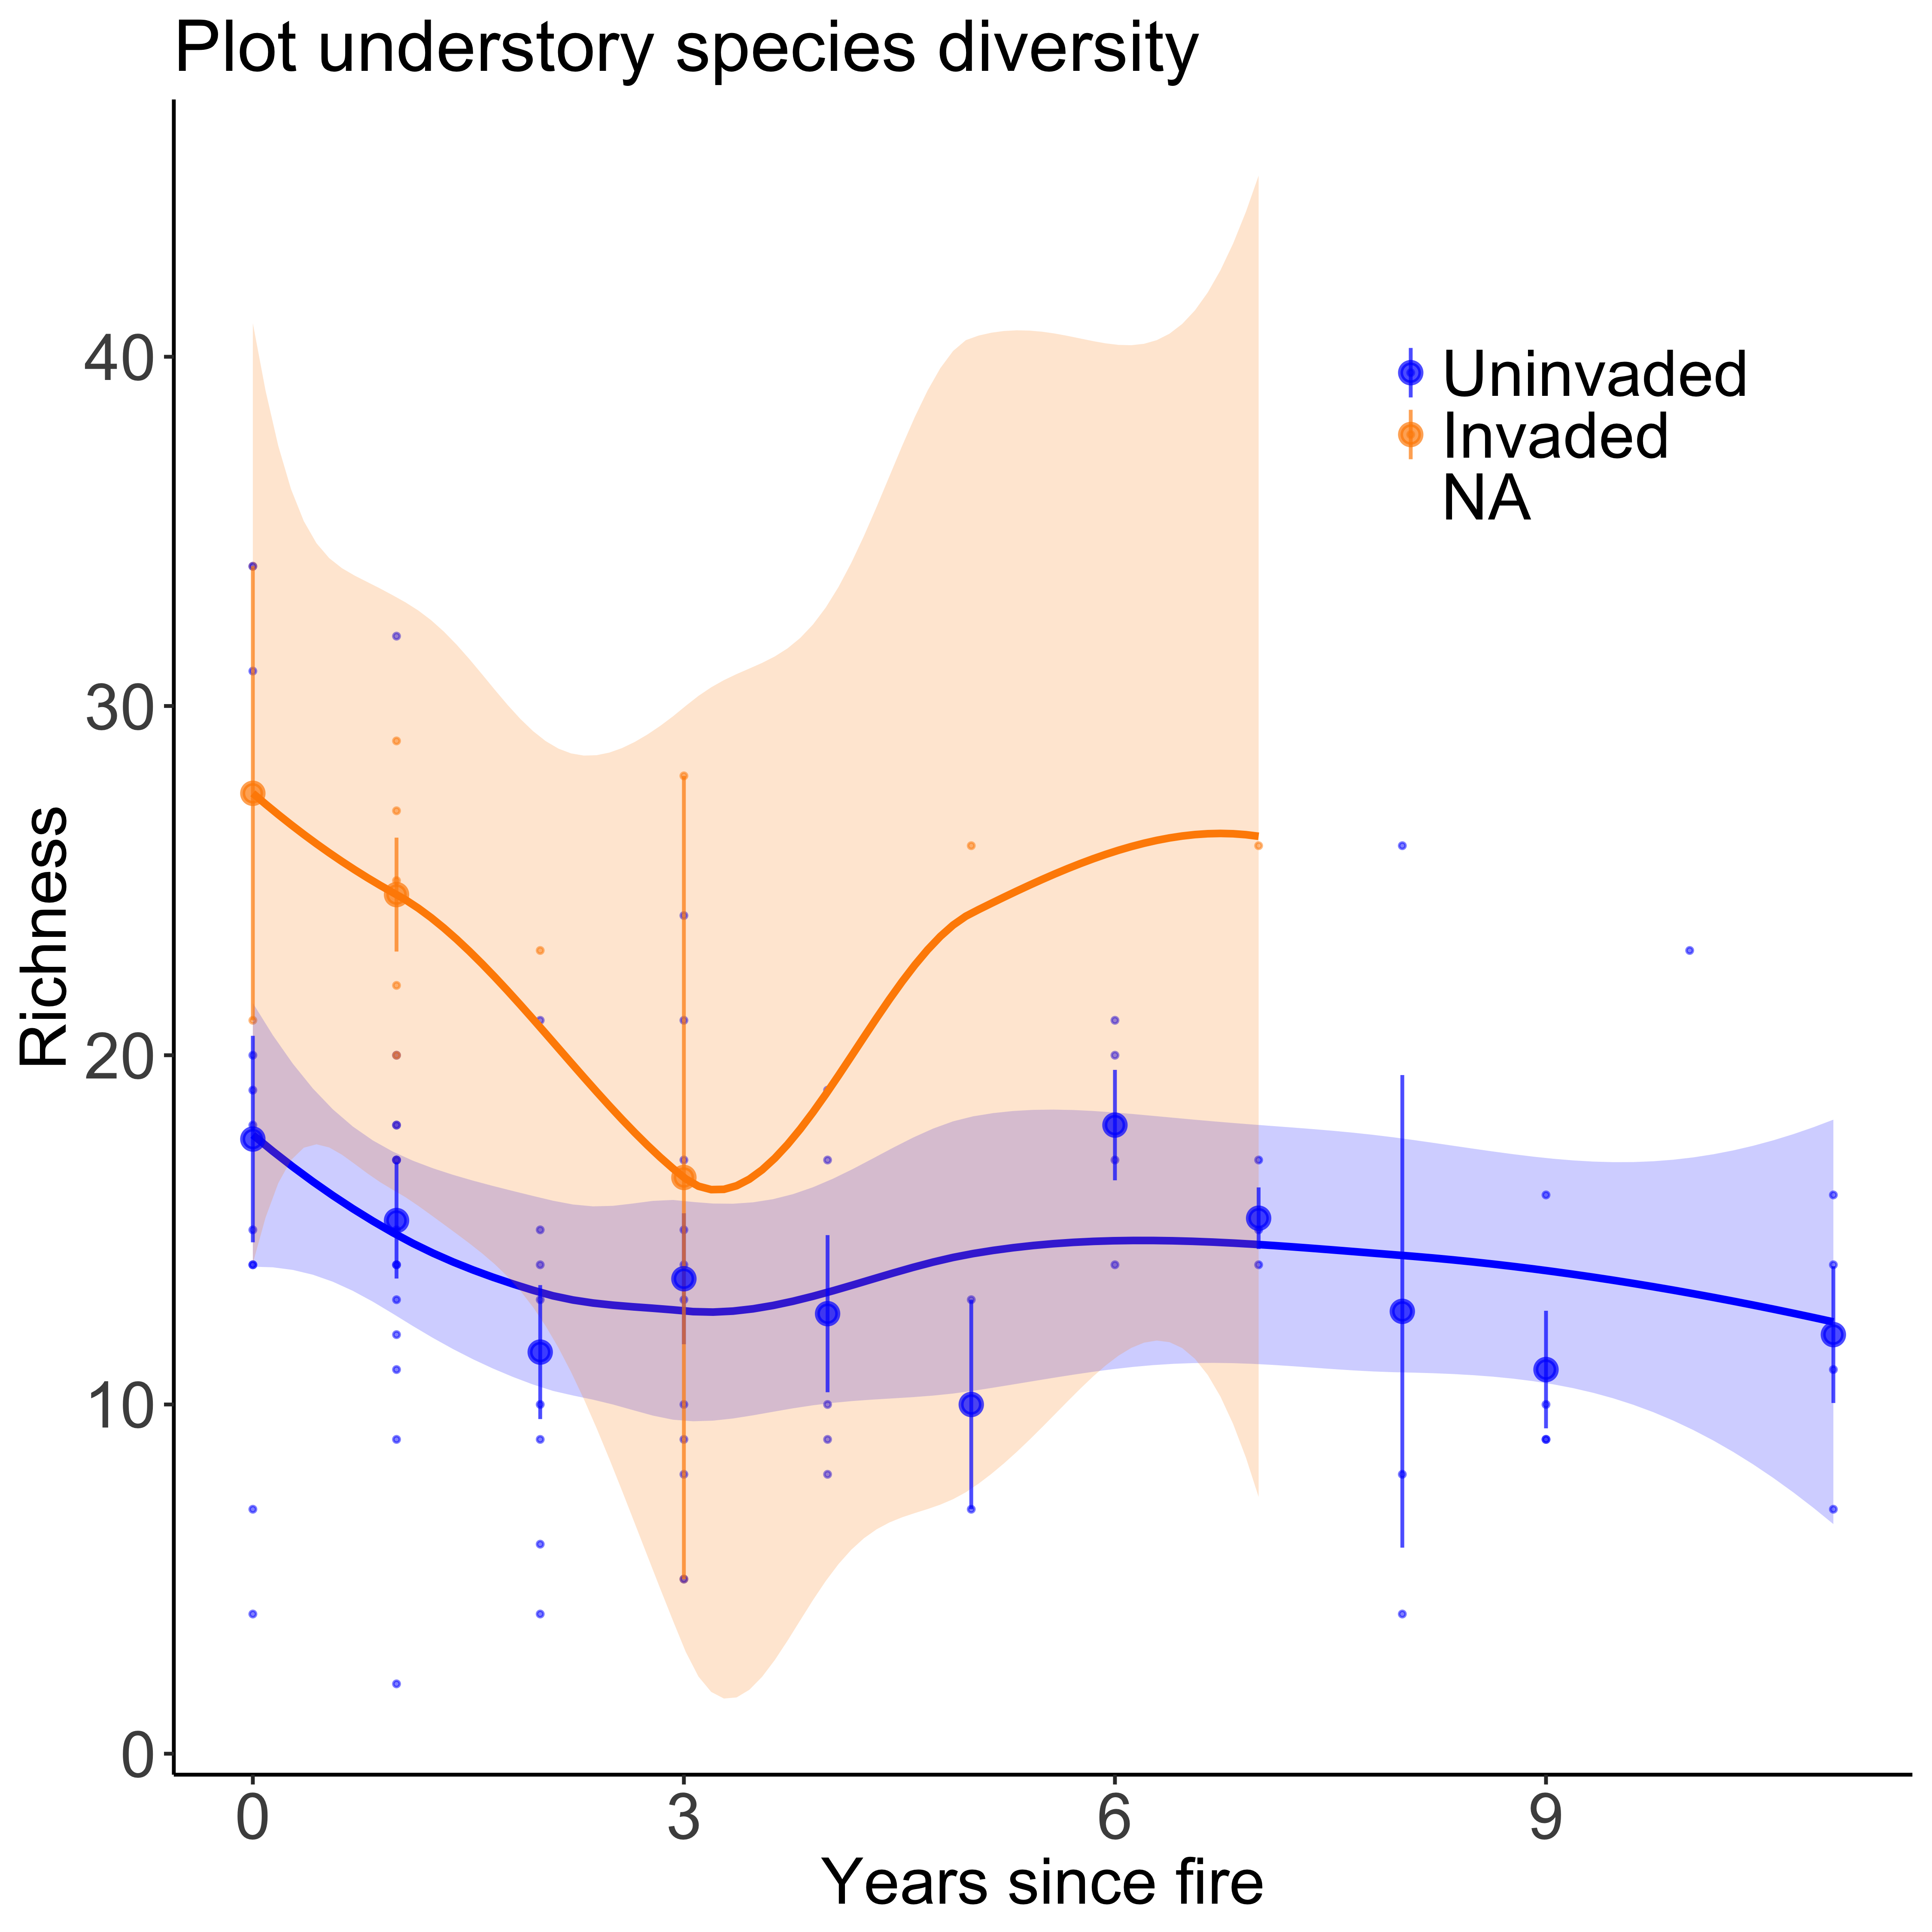 Plot understory species diversity
40
30
20
10
0
Richness
Uninvaded
Invaded
NA
0 3 6 9
Years since fire